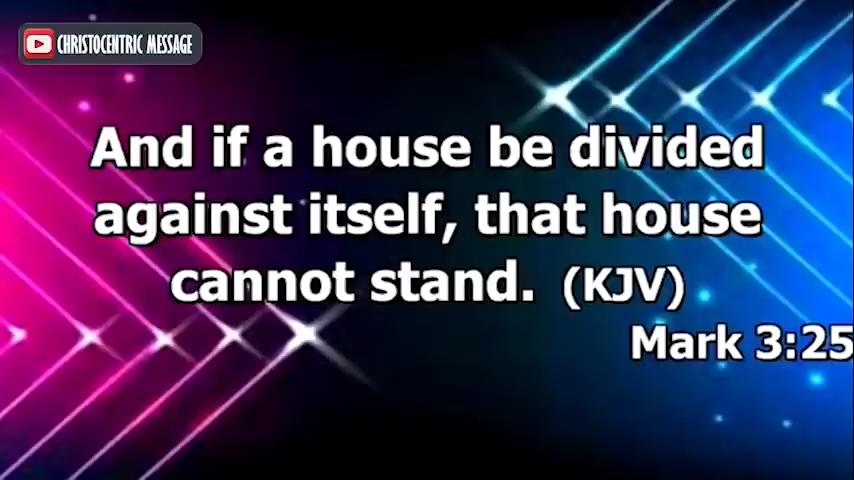 CHRISTOCENTRIC MESSAGE
And if a house be divided
against itself, that house
cannot stand. (KJV)
Mark 3:25